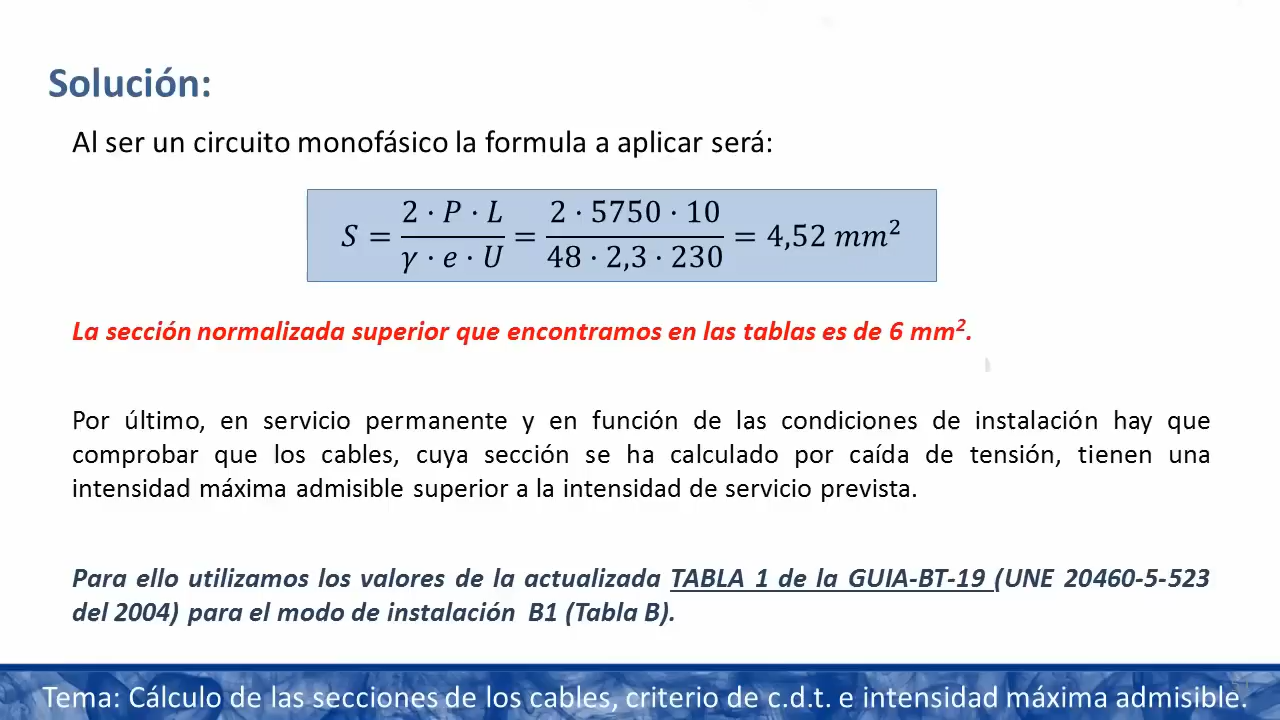 Solución:
Al ser un circuito monofásico la formula a aplicar será:
S = 2 · P · L / γ · e · U = 2 · 5750 · 10 / 48 · 2,3 · 230 = 4,52 mm²
La sección normalizada superior que encontramos en las tablas es de 6 mm².
Por último, en servicio permanente y en función de las condiciones de instalación hay que
comprobar que los cables, cuya sección se ha calculado por caída de tensión, tienen una
intensidad máxima admisible superior a la intensidad de servicio prevista.
Para ello utilizamos los valores de la actualizada TABLA 1 de la GUIA-BT-19 (UNE 20460-5-523
del 2004) para el modo de instalación B1 (Tabla B).
Tema: Cálculo de las secciones de los cables, criterio de c.d.t. e intensidad máxima admisible.